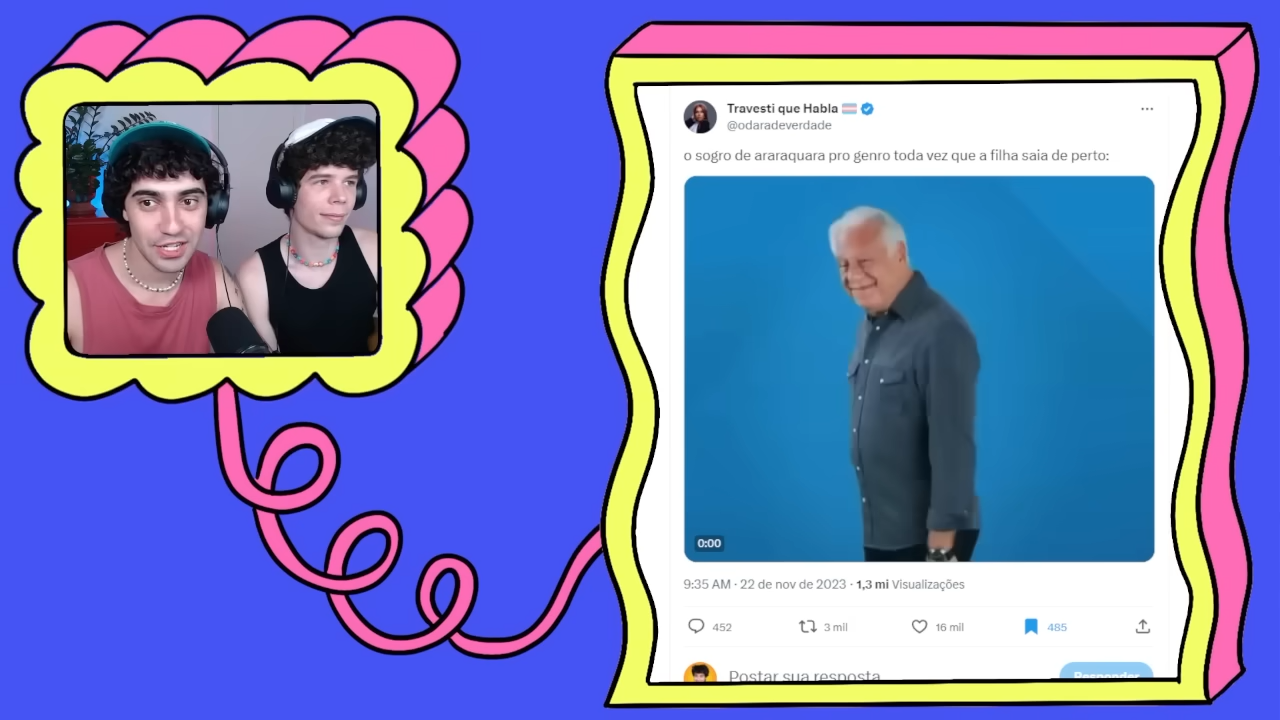 Travesti que Habla
@odaradeverdade
o sogro de araraquara pro genro toda vez que a filha saia de perto:
0:00
9:35 AM · 22 de nov de 2023 · 1,3 mi Visualizações
452 3 mil 16 mil 485
Postar sua resposta
Responder